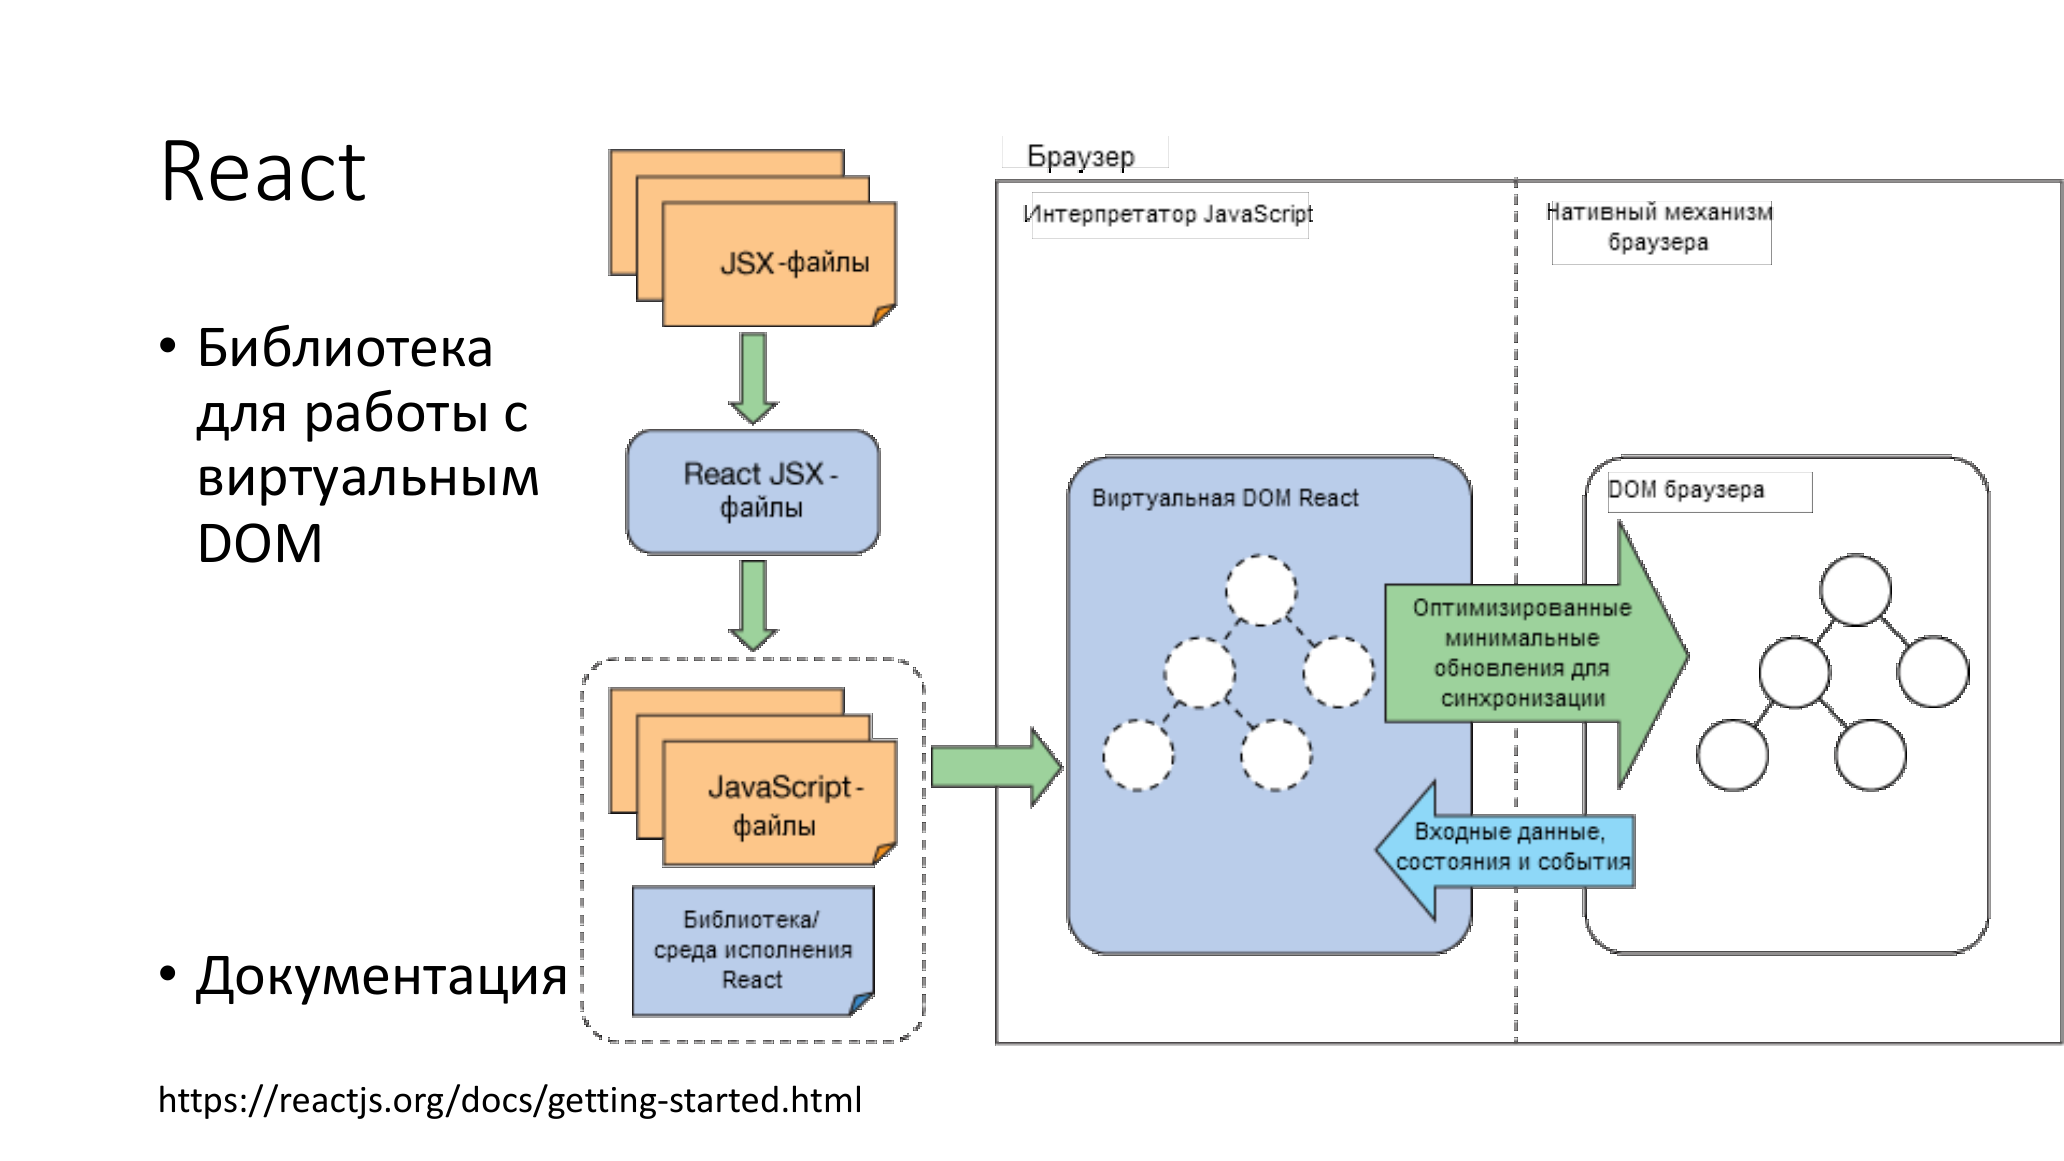 React
• Библиотека
для работы с
виртуальным
DOM
• Документация
https://reactjs.org/docs/getting-started.html
JSX -файлы
React JSX -
файлы
JavaScript -
файлы
Библиотека/
среда исполнения
React
Браузер
Интерпретатор JavaScript
Нативный механизм
браузера
Виртуальная DOM React
DOM браузера
Оптимизированные
минимальные
обновления для
синхронизации
Входные данные,
состояния и события